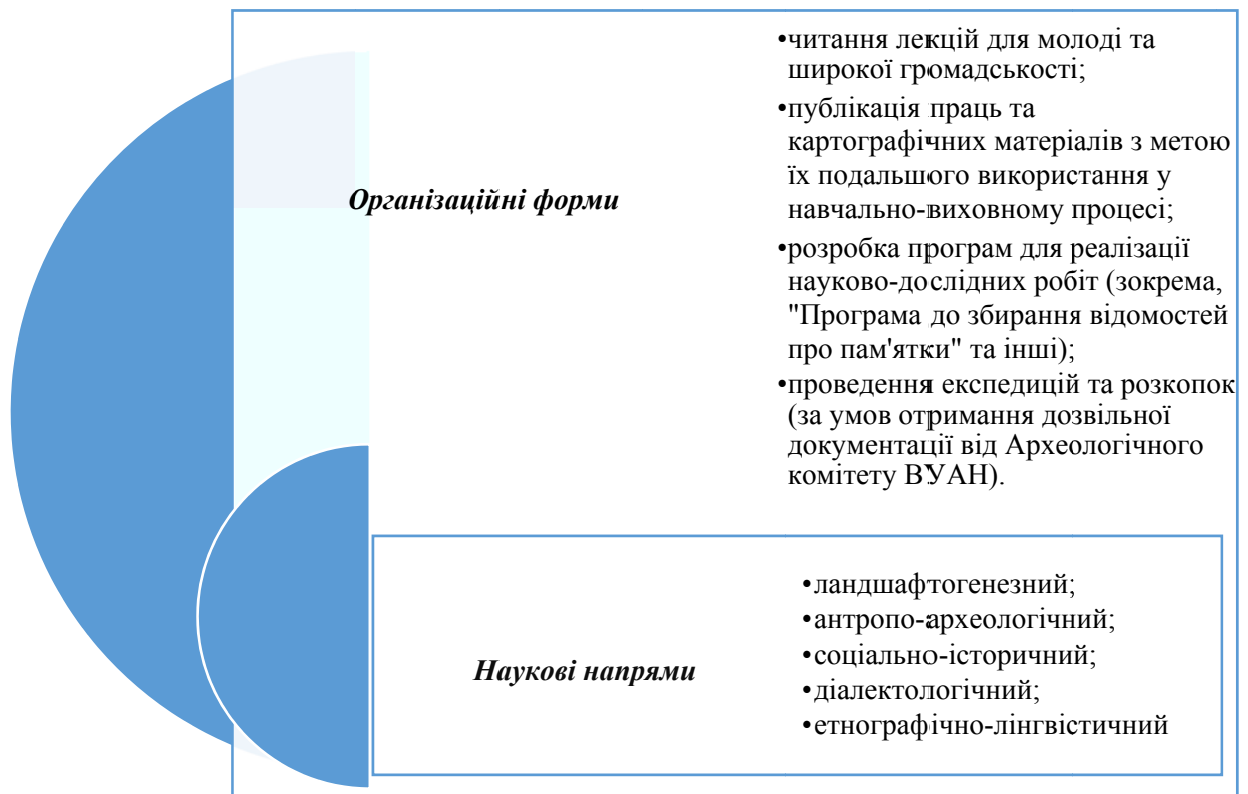 Організаційні форми
•читання лекцій для молоді та
широкої громадськості;
•публікація праць та
картографічних матеріалів з метою
їх подальшого використання у
навчально-виховному процесі;
•розробка програм для реалізації
науково-дослідних робіт (зокрема,
"Програма до збирання відомостей
про пам'ятки" та інші);
•проведення експедицій та розкопок
(за умов отримання дозвільної
документації від Археологічного
комітету ВУАН).
Наукові напрями
•ландшафтогенезний;
•антропо-археологічний;
•соціально-історичний;
•діалектологічний;
•етнографічно-лінгвістичний